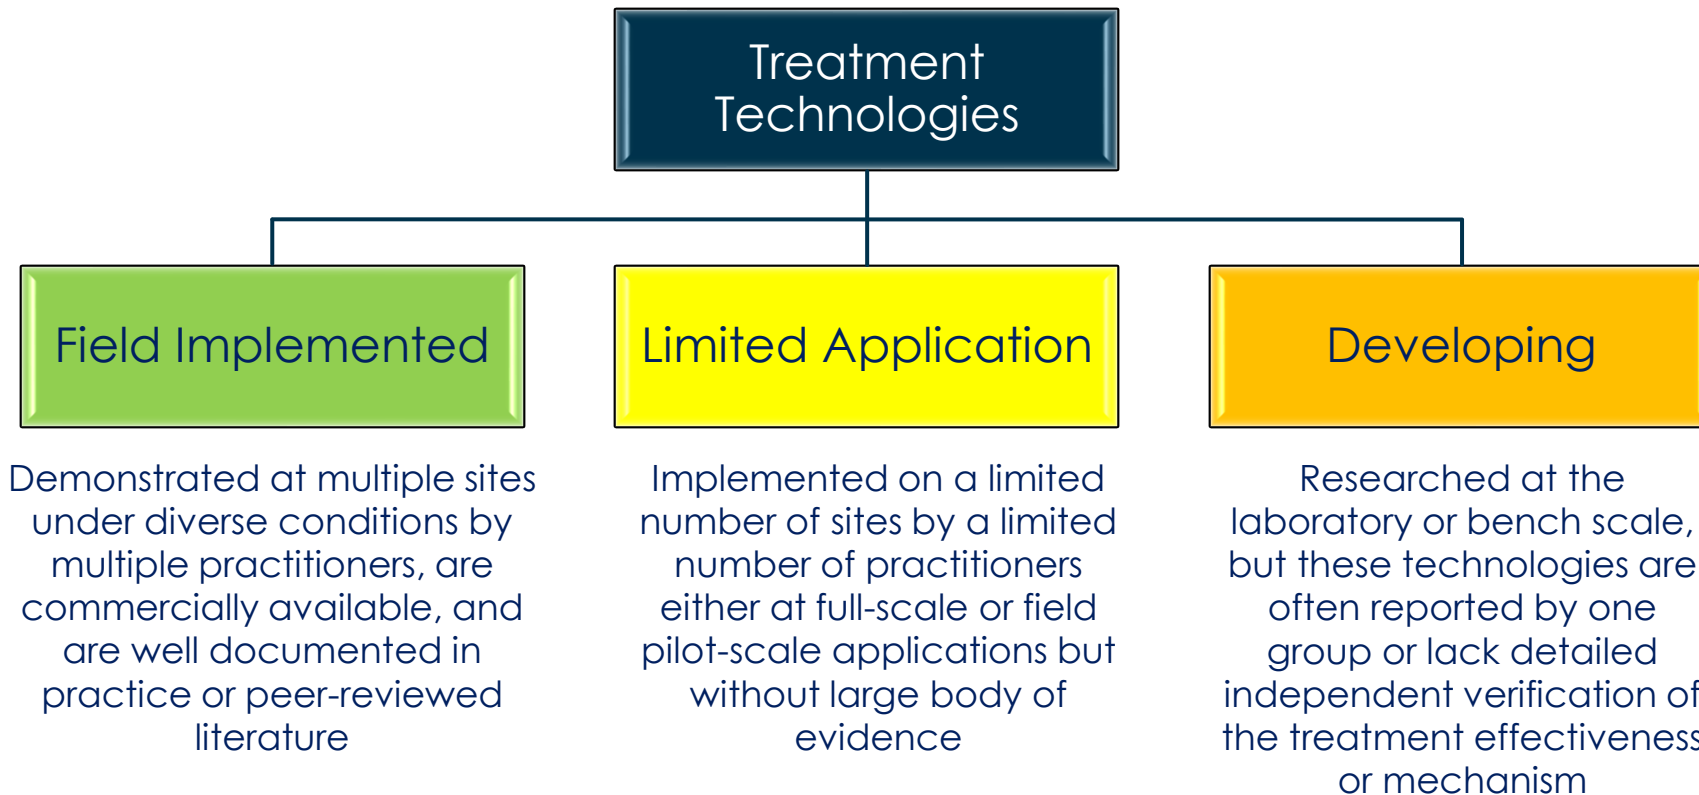 Treatment
Technologies
Field Implemented
Limited Application
Developing
Demonstrated at multiple sites
under diverse conditions by
multiple practitioners, are
commercially available, and
are well documented in
practice or peer-reviewed
literature
Implemented on a limited
number of sites by a limited
number of practitioners
either at full-scale or field
pilot-scale applications but
without large body of
evidence
Researched at the
laboratory or bench scale,
but these technologies are
often reported by one
group or lack detailed
independent verification of
the treatment effectiveness
or mechanism